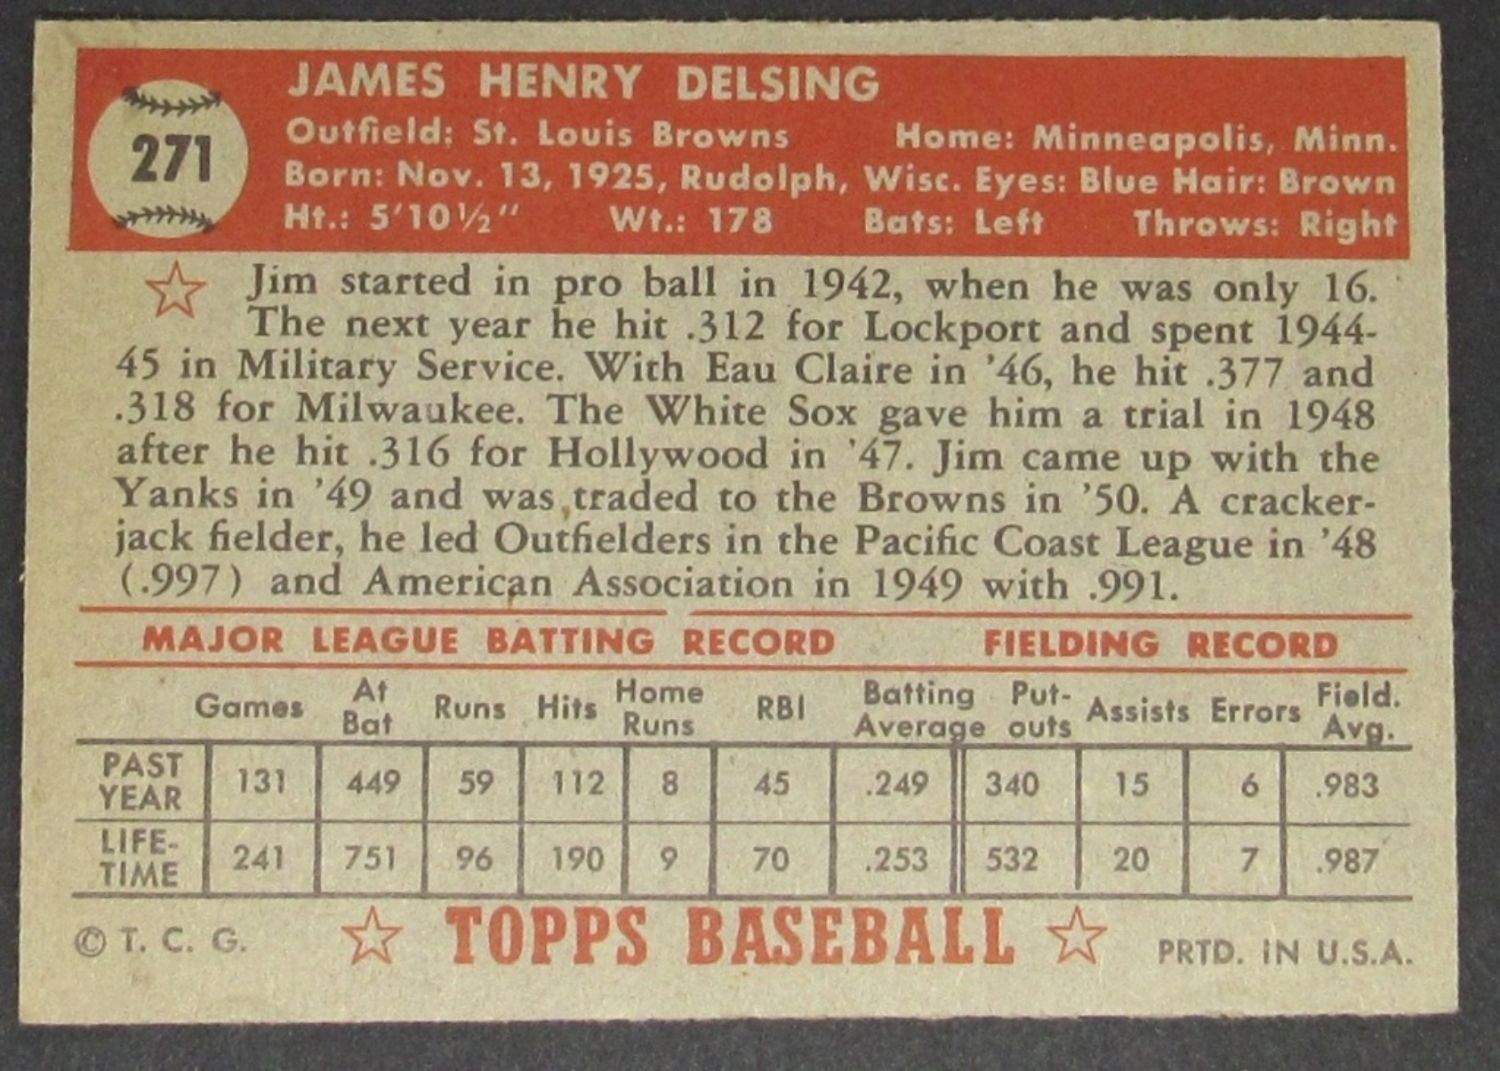 271
JAMES HENRY DELSING
Outfield: St. Louis Browns Home: Minneapolis, Minn.
Born: Nov. 13, 1925, Rudolph, Wisc. Eyes: Blue Hair: Brown
Ht.: 5'10½" Wt.: 178 Bats: Left Throws: Right
Jim started in pro ball in 1942, when he was only 16.
The next year he hit .312 for Lockport and spent 1944-
45 in Military Service. With Eau Claire in '46, he hit .377 and
.318 for Milwaukee. The White Sox gave him a trial in 1948
after he hit .316 for Hollywood in '47. Jim came up with the
Yanks in '49 and was traded to the Browns in '50. A cracker-
jack fielder, he led Outfielders in the Pacific Coast League in '48
(.997) and American Association in 1949 with .991.
MAJOR LEAGUE BATTING RECORD FIELDING RECORD
Games At Bat Runs Hits Home Runs RBI Batting Average Put-outs Assists Errors Field. Avg.
PAST YEAR 131 449 59 112 8 45 .249 340 15 6 .983
LIFE-TIME 241 751 96 190 9 70 .253 532 20 7 .987
© T. C. G. TOPPS BASEBALL PRTD. IN U.S.A.